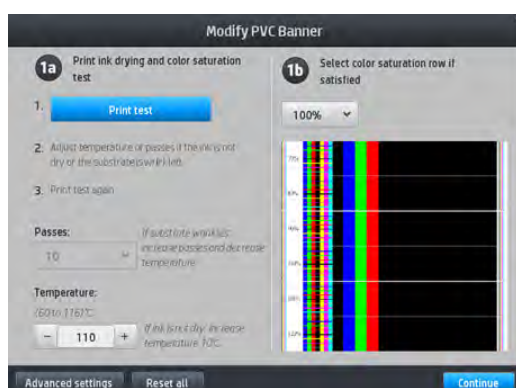 Modify PVC Banner
1a
Print ink drying and color saturation
test
1.
Print test
2. Adjust temperature or passes if the ink is not
dry or the substrate is wrinkled.
3. Print test again
Passes:
10
If substrate wrinkles:
increase passes and decrease
temperature.
Temperature:
(60 to 116)°C
- 110 +
If ink is not dry: increase
temperature 10°C.
1b
Select color saturation row if
satisfied
100%
Advanced settings
Reset all
Continue